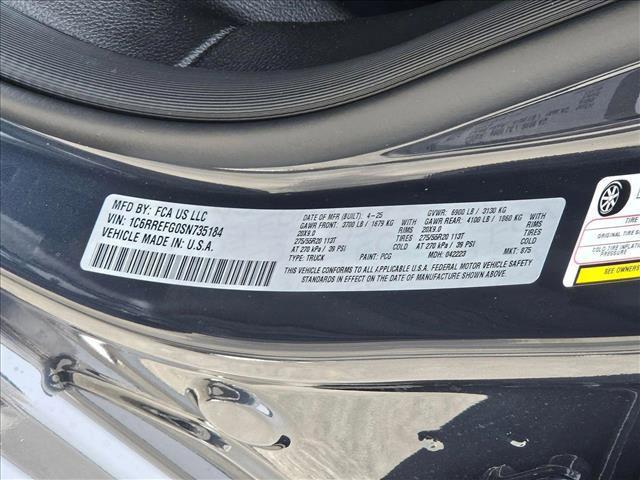 MFD BY: FCA US LLC
VIN: 1C6RREFG0SN735184
VEHICLE MADE IN: U.S.A.
DATE OF MFR (BUILT): 4-25 GVWR: 6900 LB / 3130 KG
GAWR FRONT: 3700 LB / 1679 KG WITH GAWR REAR: 4100 LB / 1860 KG WITH
20X9.0 RIMS 20X9.0 RIMS
275/55R20 113T TIRES 275/55R20 113T TIRES
AT 270 kPa / 39 PSI COLD AT 270 kPa / 39 PSI COLD
TYPE: TRUCK PAINT: PCG MDH: 042223 MKT: 075
THIS VEHICLE CONFORMS TO ALL APPLICABLE U.S.A. FEDERAL MOTOR VEHICLE SAFETY
STANDARDS IN EFFECT ON THE DATE OF MANUFACTURE SHOWN ABOVE.
ORIGINAL TIRE
COLD TIRE
PRESSURE
SEE OWNERS